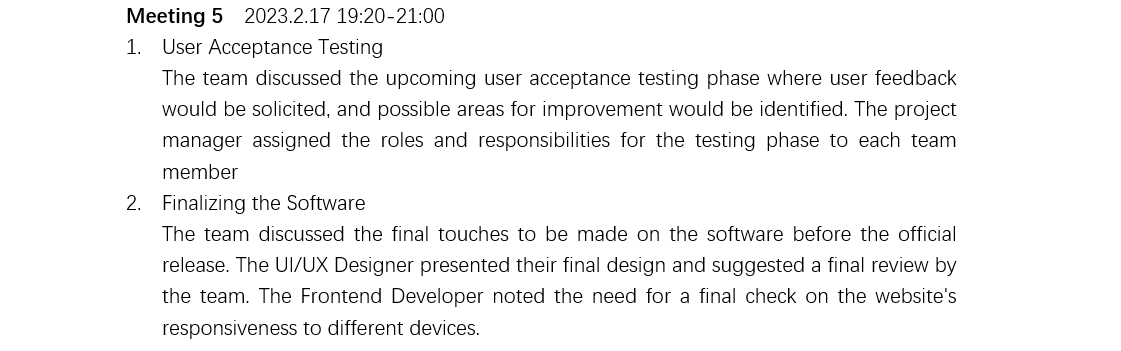 Meeting 5 2023.2.17 19:20-21:00
1. User Acceptance Testing
The team discussed the upcoming user acceptance testing phase where user feedback
would be solicited, and possible areas for improvement would be identified. The project
manager assigned the roles and responsibilities for the testing phase to each team
member
2. Finalizing the Software
The team discussed the final touches to be made on the software before the official
release. The UI/UX Designer presented their final design and suggested a final review by
the team. The Frontend Developer noted the need for a final check on the website's
responsiveness to different devices.